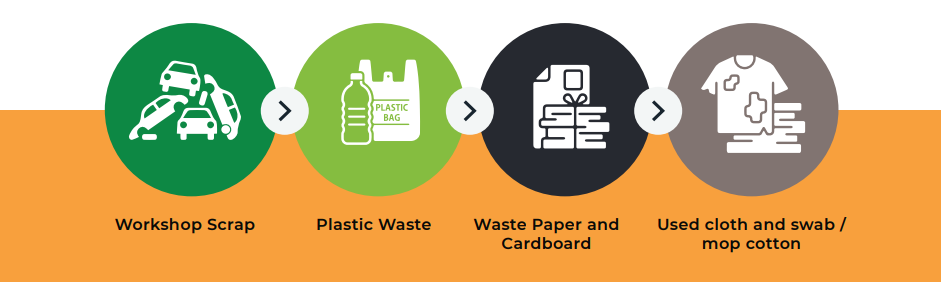 PLASTIC
BAG
Workshop Scrap
Plastic Waste
Waste Paper and
Cardboard
Used cloth and swab /
mop cotton